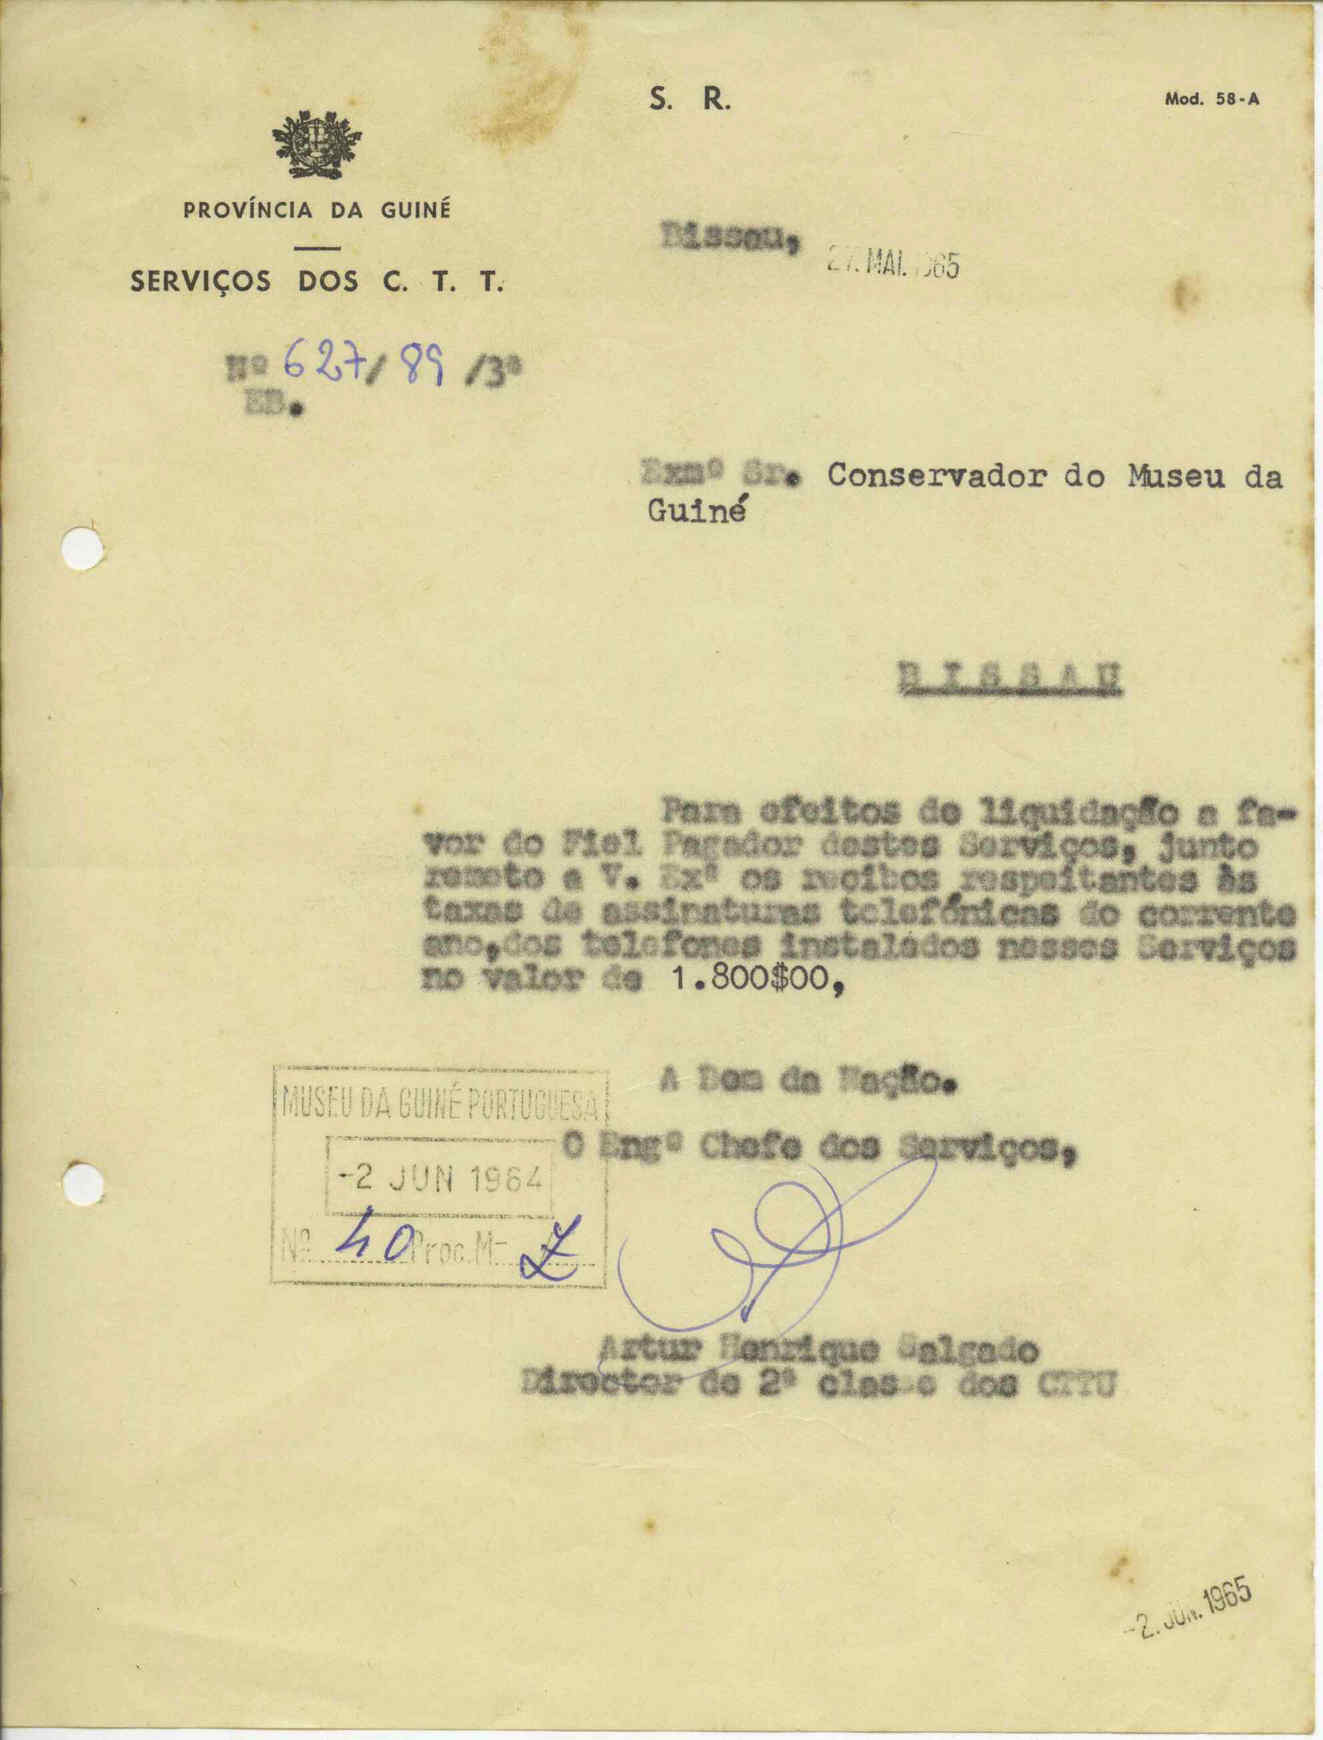 S. R.
Mod. 58-A
PROVÍNCIA DA GUINÉ
SERVIÇOS DOS C. T. T.
Bissau,
27. MAI. 1965
Nº 627/ 89 /3ª
EB.
Exmº Sr. Conservador do Museu da
Guiné
B I S S A U
Para efeitos de liquidação a fa-
vor do Fiel Pagador destes Serviços, junto
remeto a V. Exª os recibos respeitantes às
taxas de assinaturas telefónicas do corrente
ano,dos telefones instalados nesses Serviços
no valor de 1.800$00,
A Bem da Nação.
O Engº Chefe dos Serviços,
MUSEU DA GUINÉ PORTUGUESA
-2 JUN 1964
Nº 40 Proc. Mº
Artur Henrique Salgado
Director de 2ª classe dos CTTU
-2. JUN. 1965